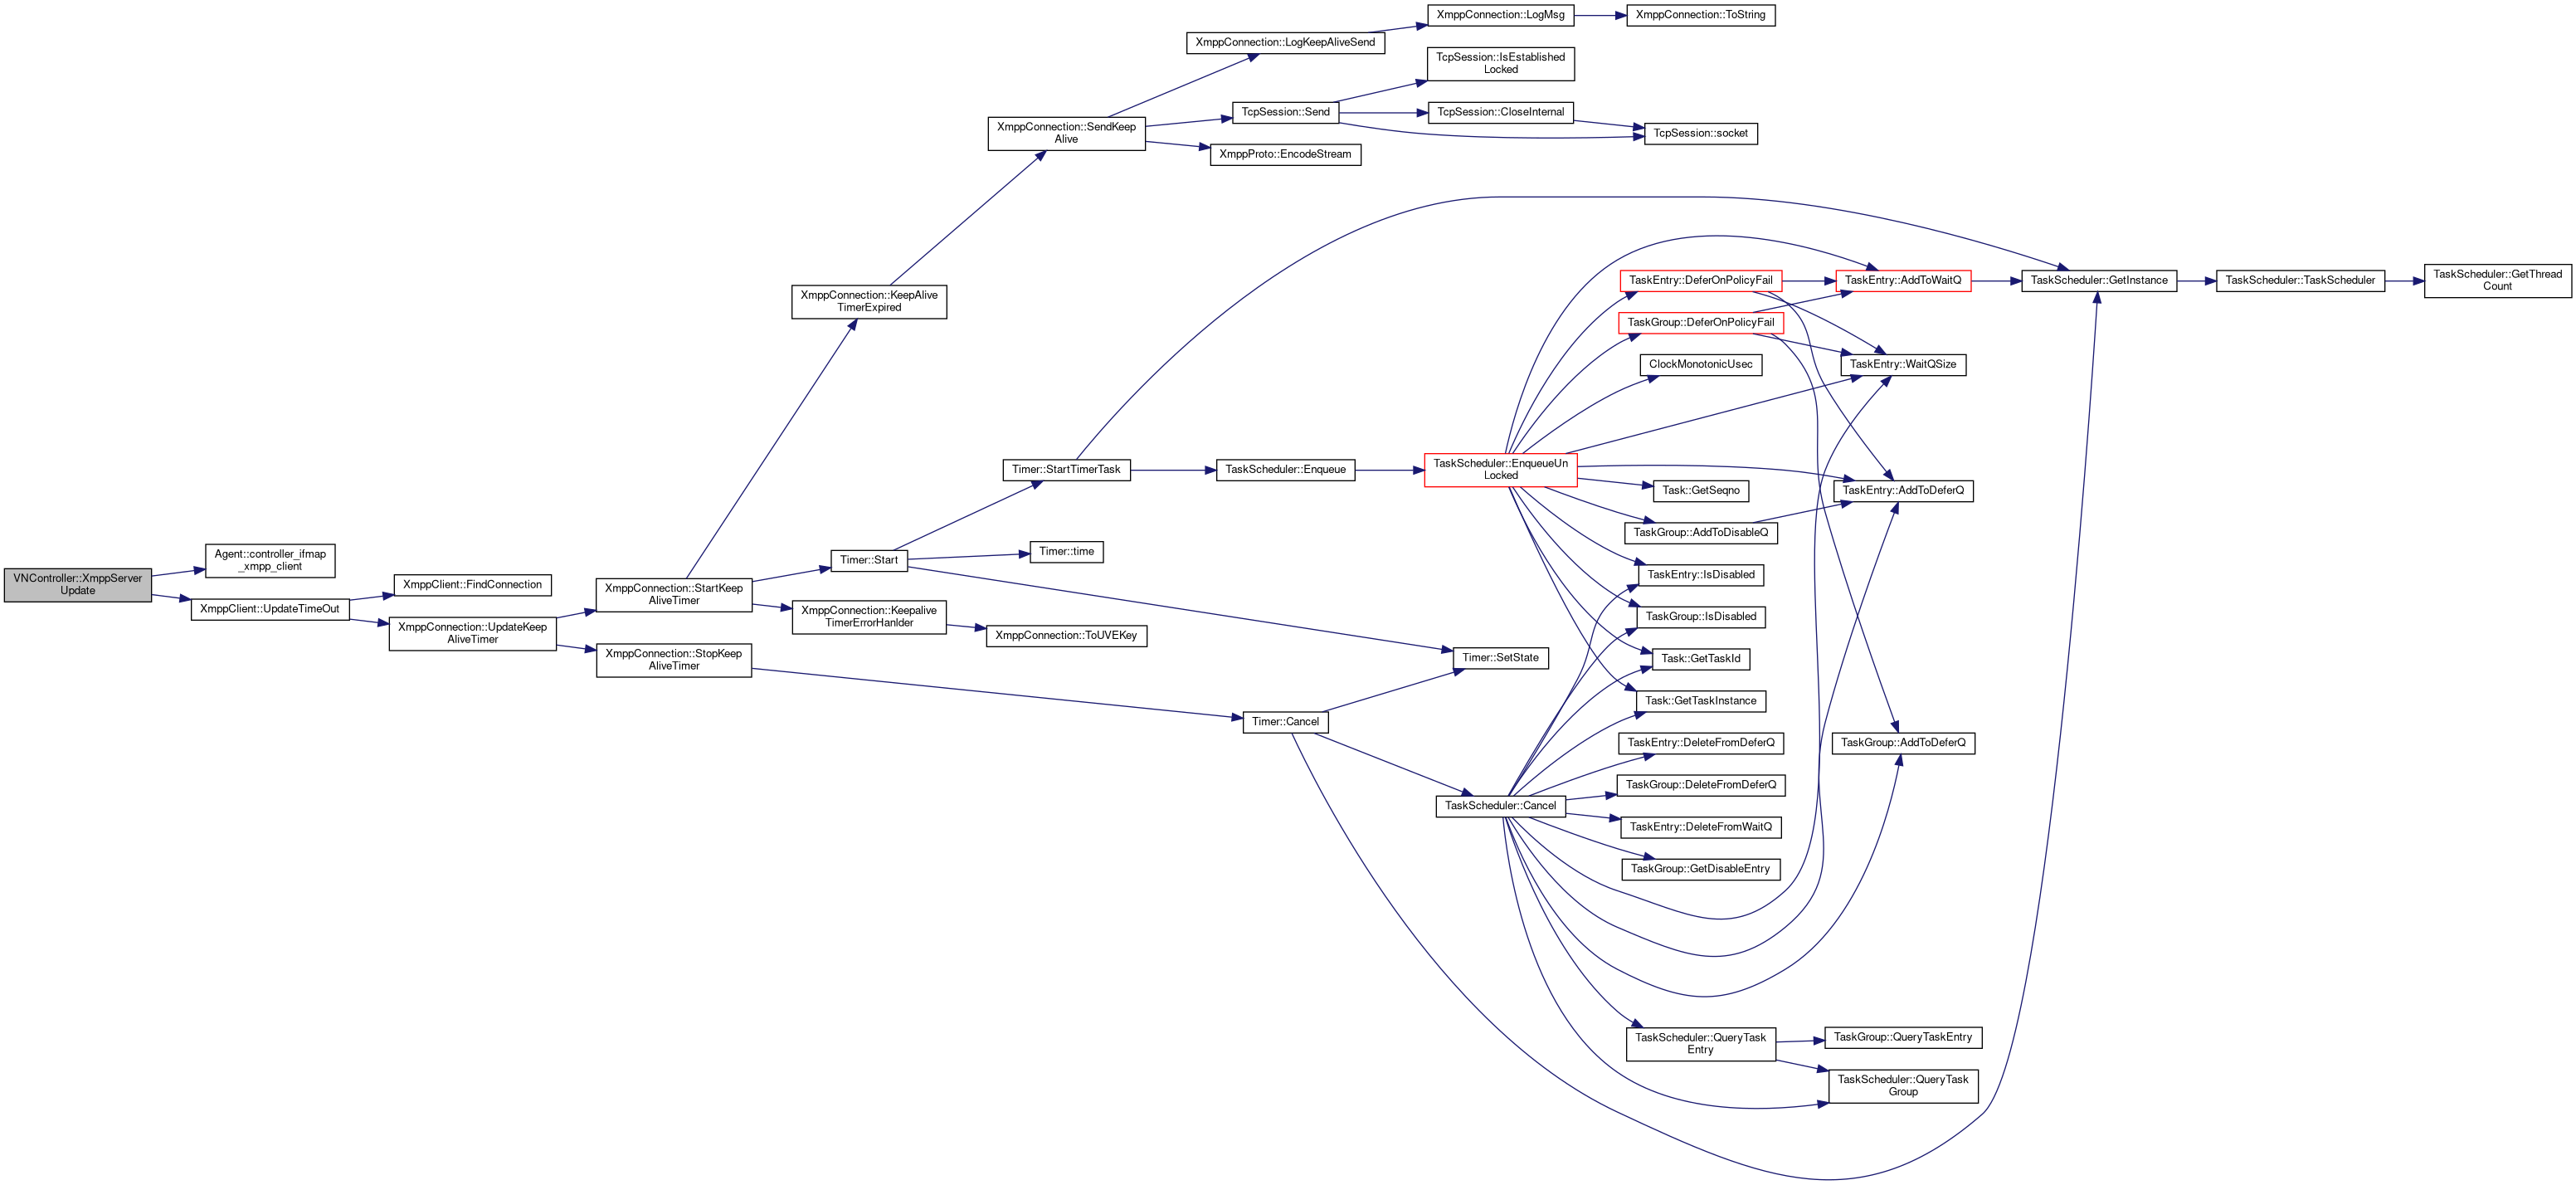 XmppConnection::LogMsg
XmppConnection::ToString
XmppConnection::LogKeepAliveSend
TcpSession::IsEstablished
Locked
TcpSession::Send
TcpSession::CloseInternal
XmppConnection::SendKeep
Alive
TcpSession::socket
XmppProto::EncodeStream
TaskEntry::DeferOnPolicyFail
TaskEntry::AddToWaitQ
TaskScheduler::GetInstance
TaskScheduler::TaskScheduler
TaskScheduler::GetThread
Count
XmppConnection::KeepAlive
TimerExpired
TaskGroup::DeferOnPolicyFail
ClockMonotonicUsec
TaskEntry::WaitQSize
Timer::StartTimerTask
TaskScheduler::Enqueue
TaskScheduler::EnqueueUn
Locked
Task::GetSeqno
TaskEntry::AddToDeferQ
TaskGroup::AddToDisableQ
Agent::controller_ifmap
_xmpp_client
Timer::Start
Timer::time
VNController::XmppServer
Update
XmppClient::FindConnection
TaskEntry::IsDisabled
XmppClient::UpdateTimeOut
XmppConnection::StartKeep
AliveTimer
XmppConnection::Keepalive
TimerErrorHanlder
TaskGroup::IsDisabled
XmppConnection::UpdateKeep
AliveTimer
XmppConnection::ToUVEKey
XmppConnection::StopKeep
AliveTimer
Timer::SetState
Task::GetTaskId
Task::GetTaskInstance
Timer::Cancel
TaskEntry::DeleteFromDeferQ
TaskGroup::AddToDeferQ
TaskGroup::DeleteFromDeferQ
TaskScheduler::Cancel
TaskEntry::DeleteFromWaitQ
TaskGroup::GetDisableEntry
TaskScheduler::QueryTask
Entry
TaskGroup::QueryTaskEntry
TaskScheduler::QueryTask
Group